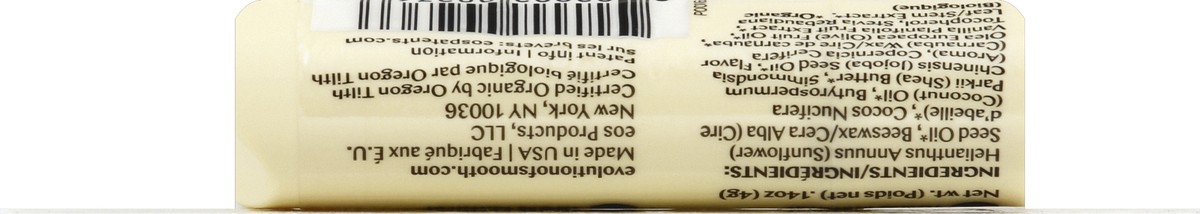 Net wt. (Poids net) .14oz (4g)
INGREDIENTS/INGRÉDIENTS:
Helianthus Annuus (Sunflower)
Seed Oil*, Beeswax/Cera Alba (Cire
d'abeille)*, Cocos Nucifera
(Coconut) Oil*, Butyrospermum
Parkii (Shea) Butter*, Simmondsia
Chinensis (Jojoba) Seed Oil*, Flavor
(Aroma), Copernicia Cerifera
(Carnauba) Wax/Cire de carnauba*,
Olea Europaea (Olive) Fruit Oil*,
Vanilla Planifolia Fruit Extract*,
Tocopherol, Stevia Rebaudiana
Leaf/Stem Extract*. *Organic
(Biologique)
evolutionofsmooth.com
Made in USA | Fabriqué aux É.U.
eos Products, LLC
New York, NY 10036
Certified Organic by Oregon Tilth
Certifié biologique par Oregon Tilth
Patent info | Information
sur les brevets: eospatents.com